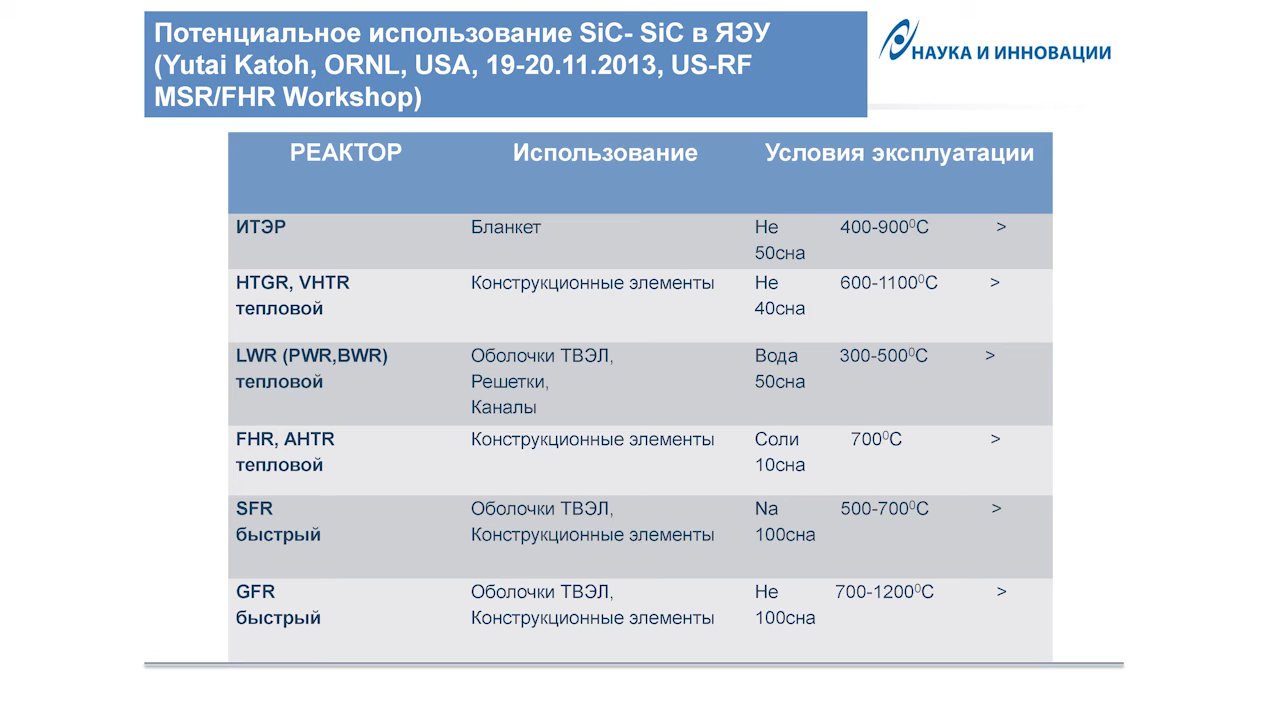 Потенциальное использование SiC- SiC в ЯЭУ
(Yutai Katoh, ORNL, USA, 19-20.11.2013, US-RF
MSR/FHR Workshop)
НАУКА И ИННОВАЦИИ
РЕАКТОР Использование Условия эксплуатации
ИТЭР Бланкет Не 400-900⁰С >
50сна
HTGR, VHTR Конструкционные элементы Не 600-1100⁰С >
тепловой 40сна
LWR (PWR,BWR) Оболочки ТВЭЛ, Вода 300-500⁰С >
тепловой Решетки, 50сна
Каналы
FHR, AHTR Конструкционные элементы Соли 700⁰С >
тепловой 10сна
SFR Оболочки ТВЭЛ, Na 500-700⁰С >
быстрый Конструкционные элементы 100сна
GFR Оболочки ТВЭЛ, Не 700-1200⁰С >
быстрый Конструкционные элементы 100сна